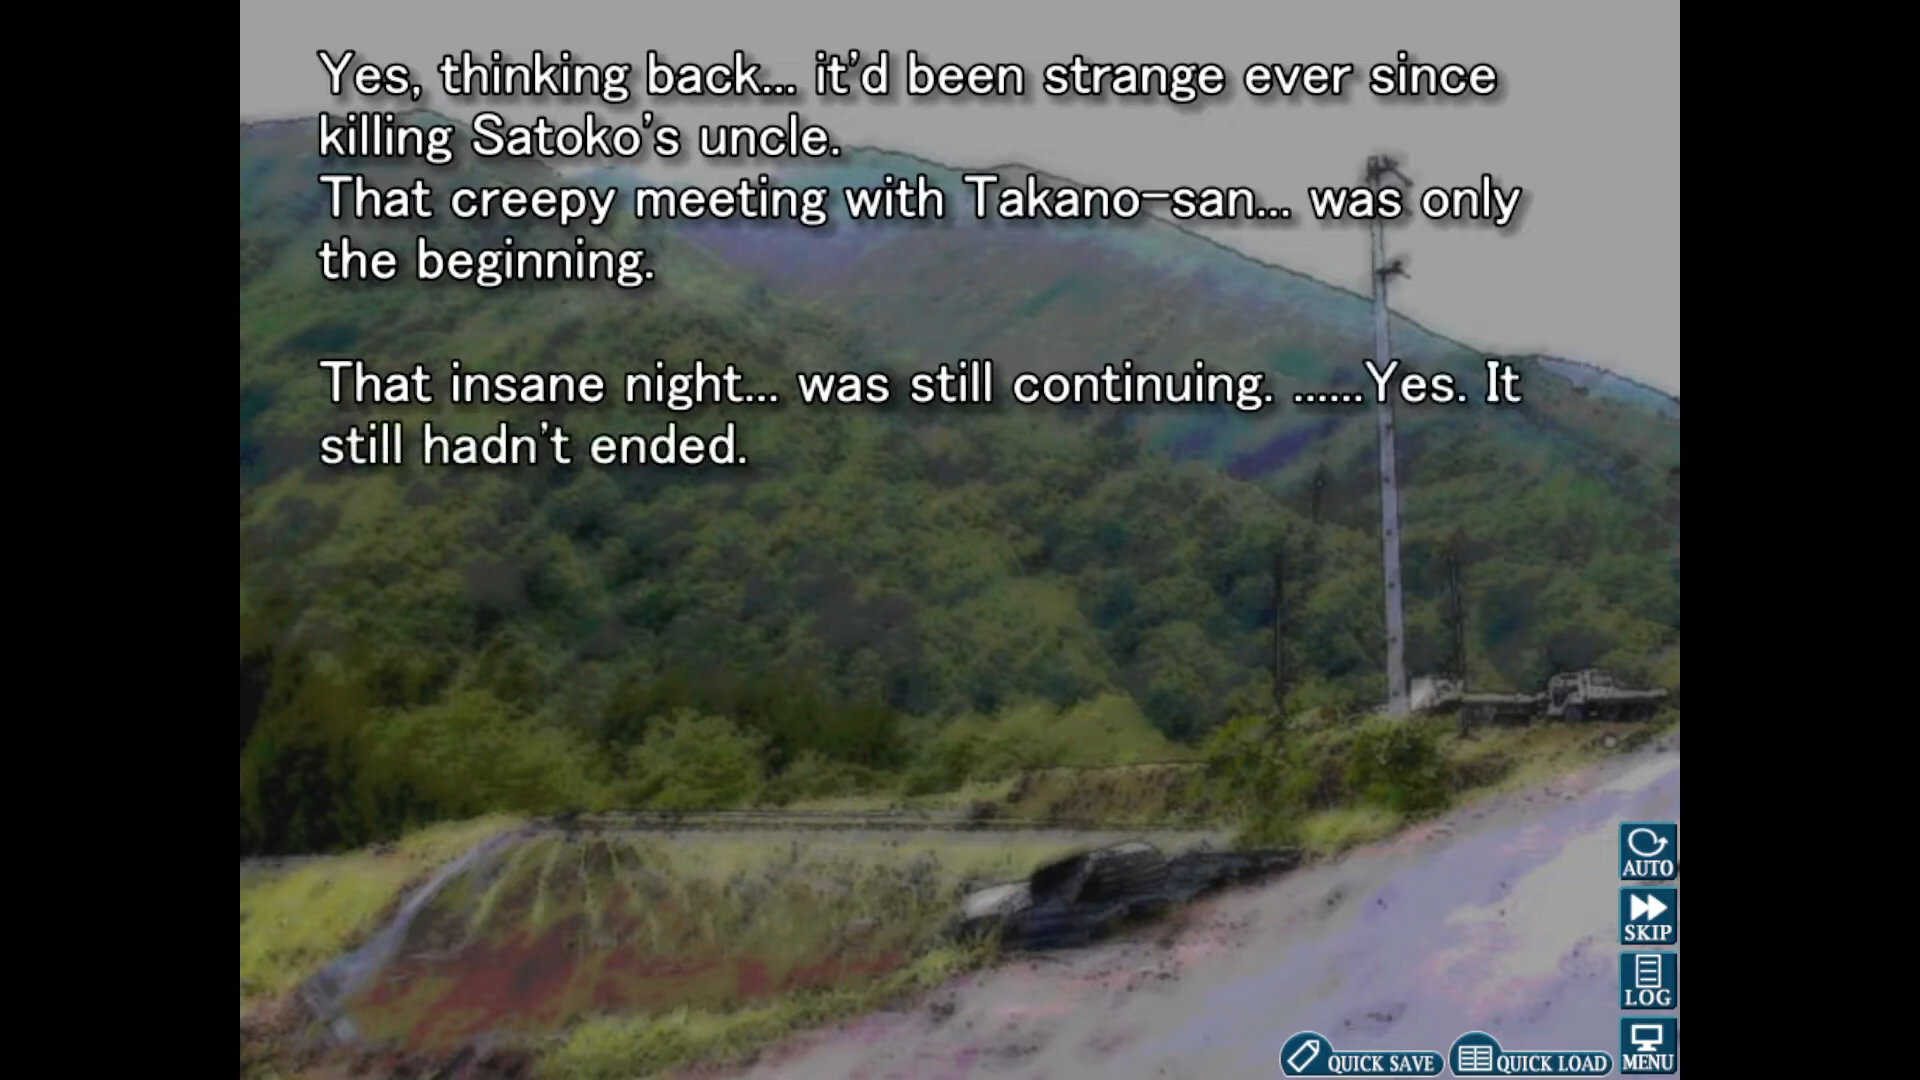 Yes, thinking back... it'd been strange ever since
killing Satoko's uncle.
That creepy meeting with Takano-san... was only
the beginning.
That insane night... was still continuing. ......Yes. It
still hadn't ended.
AUTO
SKIP
LOG
MENU
QUICK SAVE
QUICK LOAD